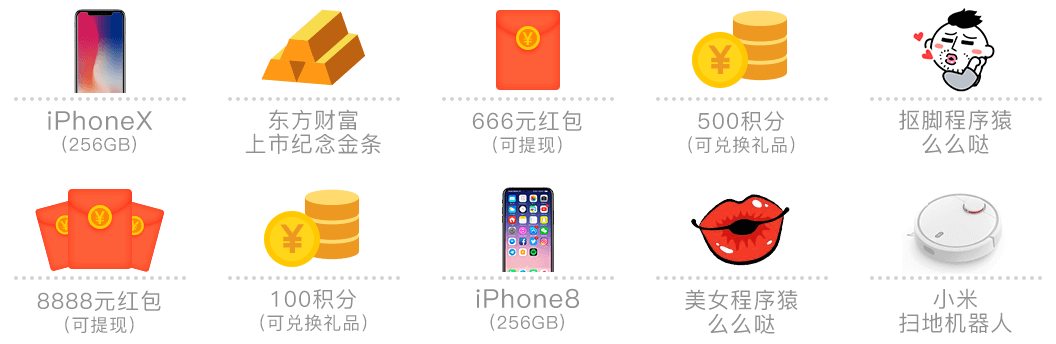 iPhoneX
(256GB)
东方财富
上市纪念金条
666元红包
(可提现)
500积分
(可兑换礼品)
抠脚程序猿
么么哒
8888元红包
(可提现)
100积分
(可兑换礼品)
iPhone8
(256GB)
美女程序猿
么么哒
小米
扫地机器人